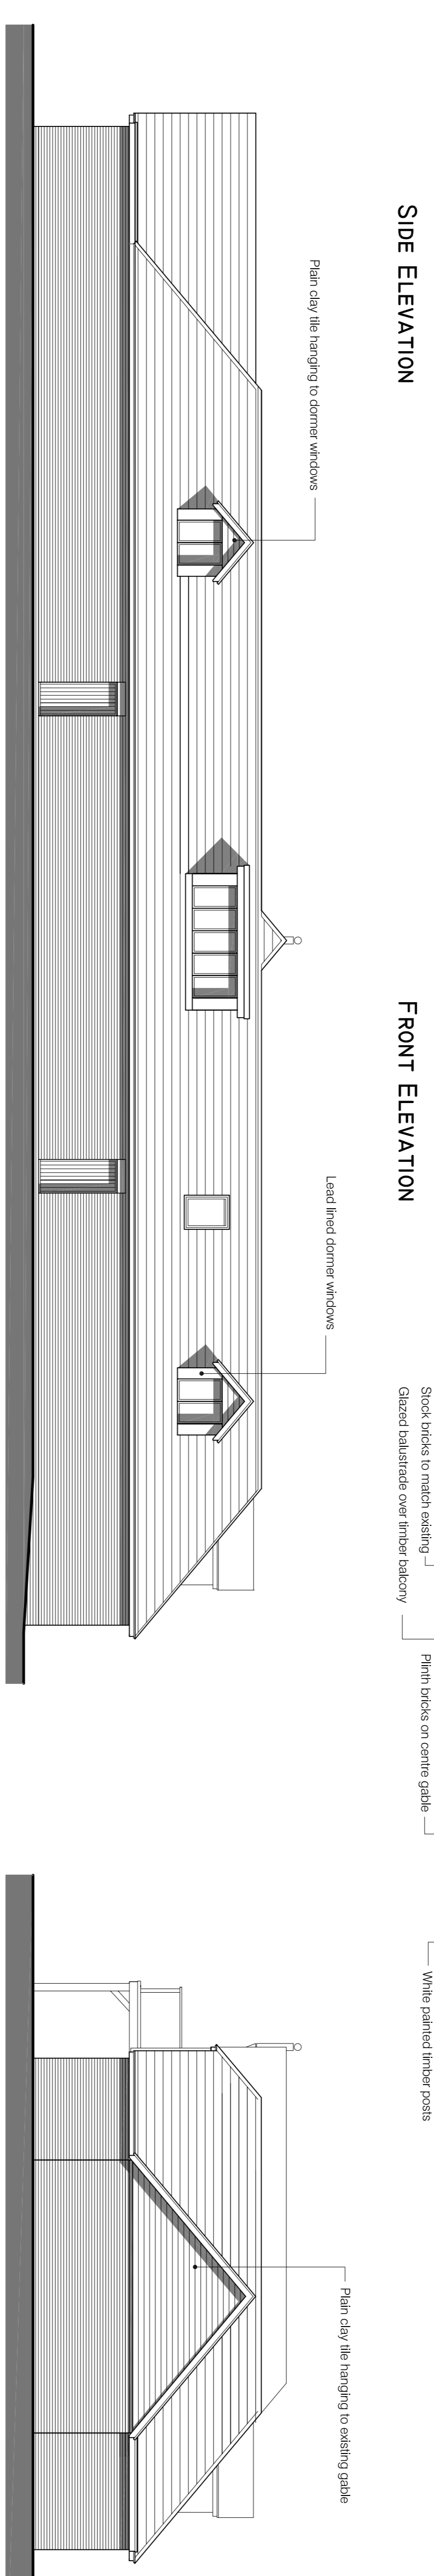 SIDE ELEVATION
FRONT ELEVATION
Stock bricks to match existing
Glazed balustrade over timber balcony
Plinth bricks on centre gable
White painted timber posts
Plain clay tile hanging to dormer windows
Lead lined dormer windows
Plain clay tile hanging to existing gable